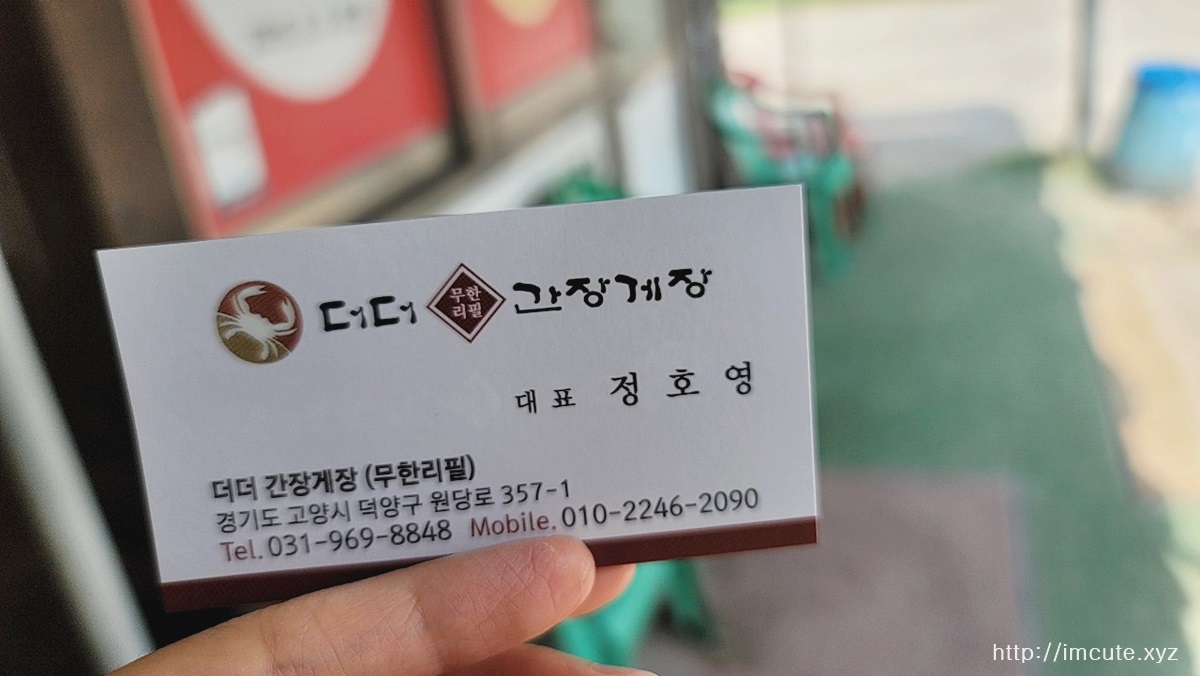 더더 무한리필 간장게장
대표 정호영
더더 간장게장 (무한리필)
경기도 고양시 덕양구 원당로 357-1
Tel. 031-969-8848 Mobile. 010-2246-2090
http://imcute.xyz